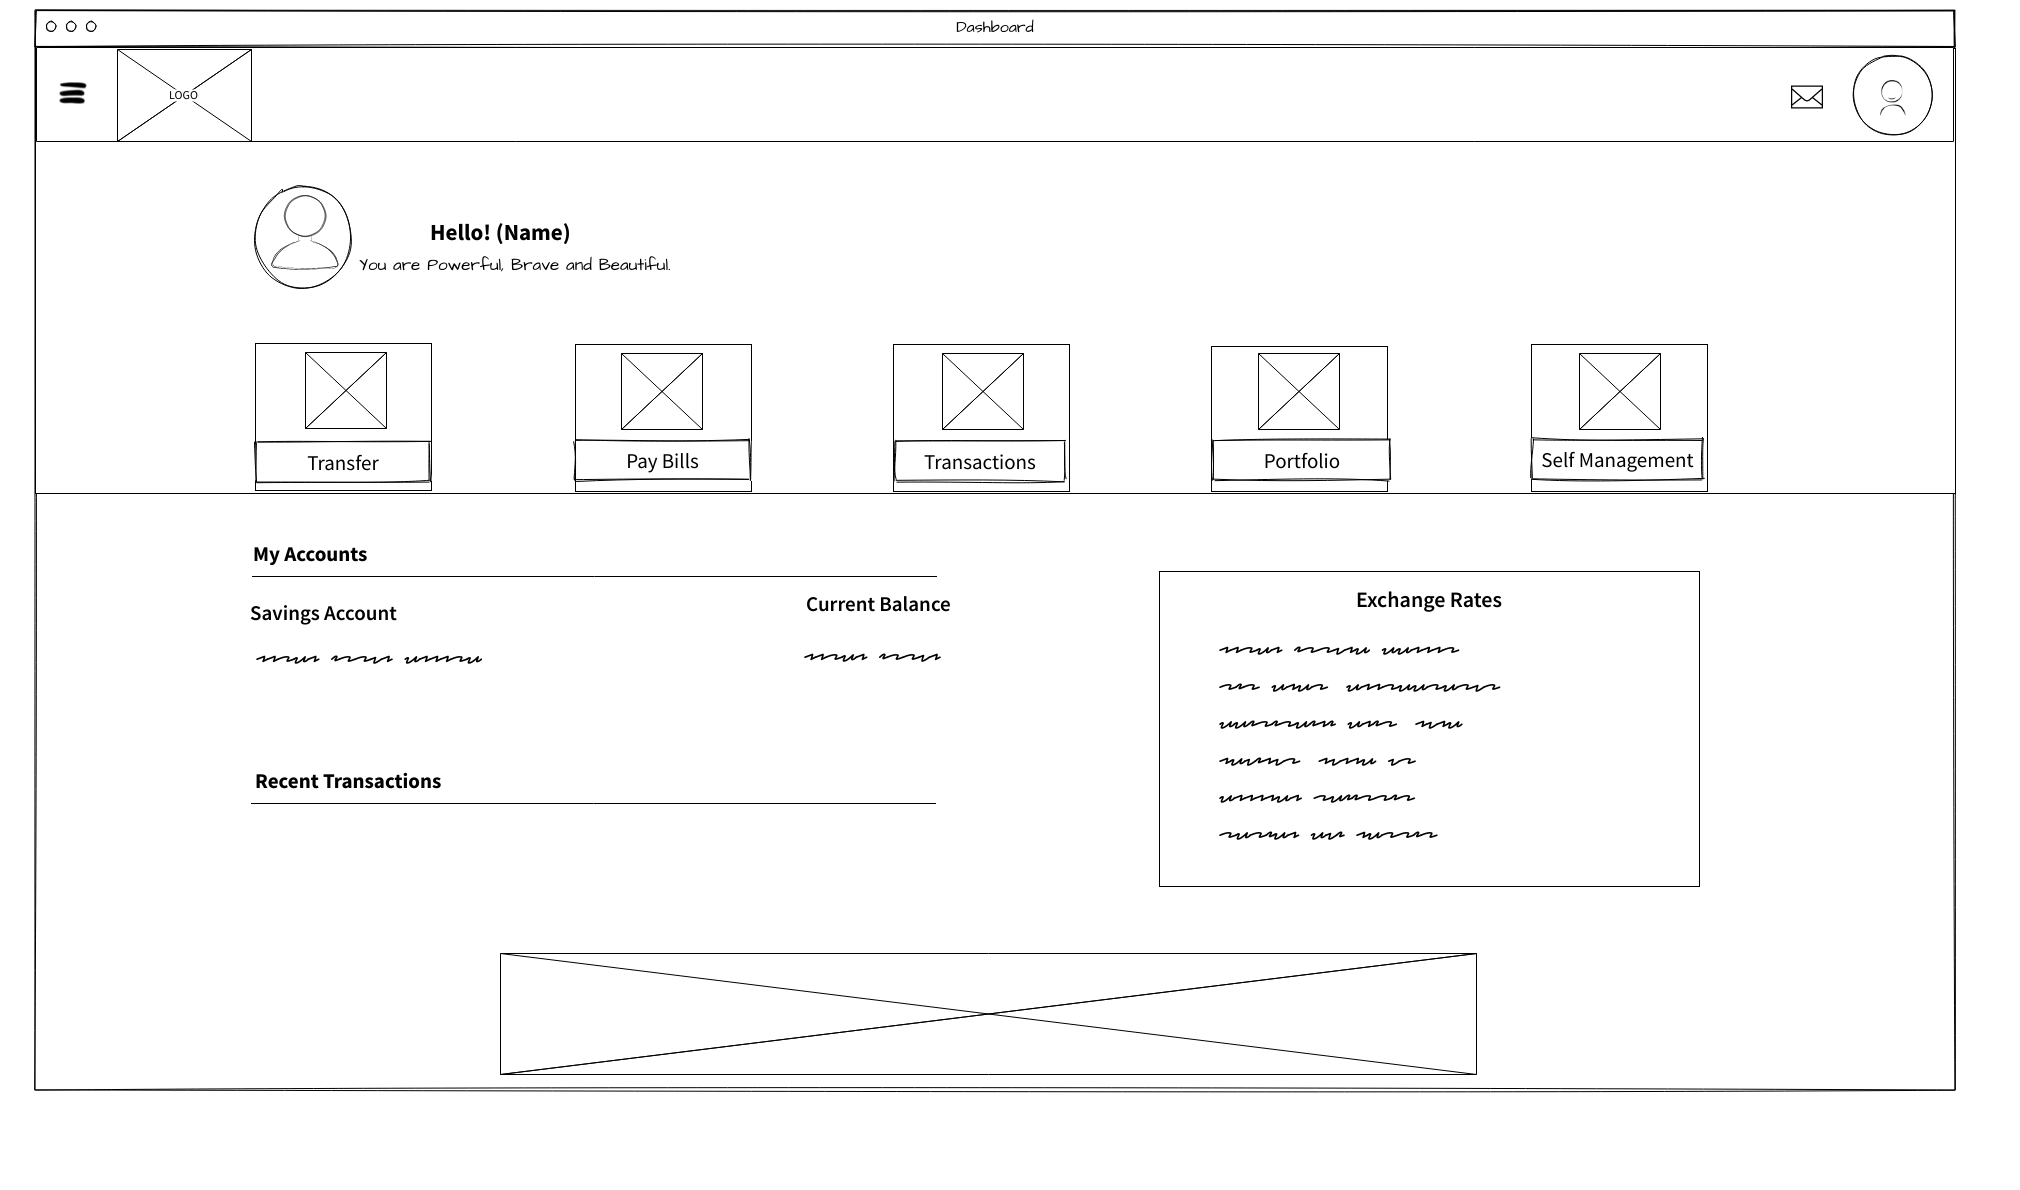 Dashboard
LOGO
Hello! (Name)
You are Powerful, Brave and Beautiful.
Transfer
Pay Bills
Transactions
Portfolio
Self Management
My Accounts
Savings Account
Current Balance
Exchange Rates
Recent Transactions